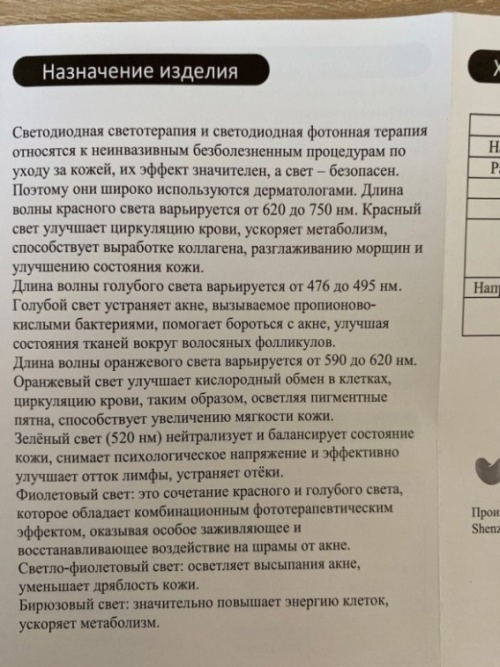 Назначение изделия
Светодиодная светотерапия и светодиодная фотонная терапия
относятся к неинвазивным безболезненным процедурам по
уходу за кожей, их эффект значителен, а свет – безопасен.
Поэтому они широко используются дерматологами. Длина
волны красного света варьируется от 620 до 750 нм. Красный
свет улучшает циркуляцию крови, ускоряет метаболизм,
способствует выработке коллагена, разглаживанию морщин и
улучшению состояния кожи.
Длина волны голубого света варьируется от 476 до 495 нм.
Голубой свет устраняет акне, вызываемое пропионово-
кислыми бактериями, помогает бороться с акне, улучшая
состояния тканей вокруг волосяных фолликулов.
Длина волны оранжевого света варьируется от 590 до 620 нм.
Оранжевый свет улучшает кислородный обмен в клетках,
циркуляцию крови, таким образом, осветляя пигментные
пятна, способствует увеличению мягкости кожи.
Зелёный свет (520 нм) нейтрализует и балансирует состояние
кожи, снимает психологическое напряжение и эффективно
улучшает отток лимфы, устраняет отёки.
Фиолетовый свет: это сочетание красного и голубого света,
которое обладает комбинационным фототерапевтическим
эффектом, оказывая особое заживляющее и
восстанавливающее воздействие на шрамы от акне.
Светло-фиолетовый свет: осветляет высыпания акне,
уменьшает дряблость кожи.
Бирюзовый свет: значительно повышает энергию клеток,
ускоряет метаболизм.
Х
На
Ра
Напр
Прои
Shenz